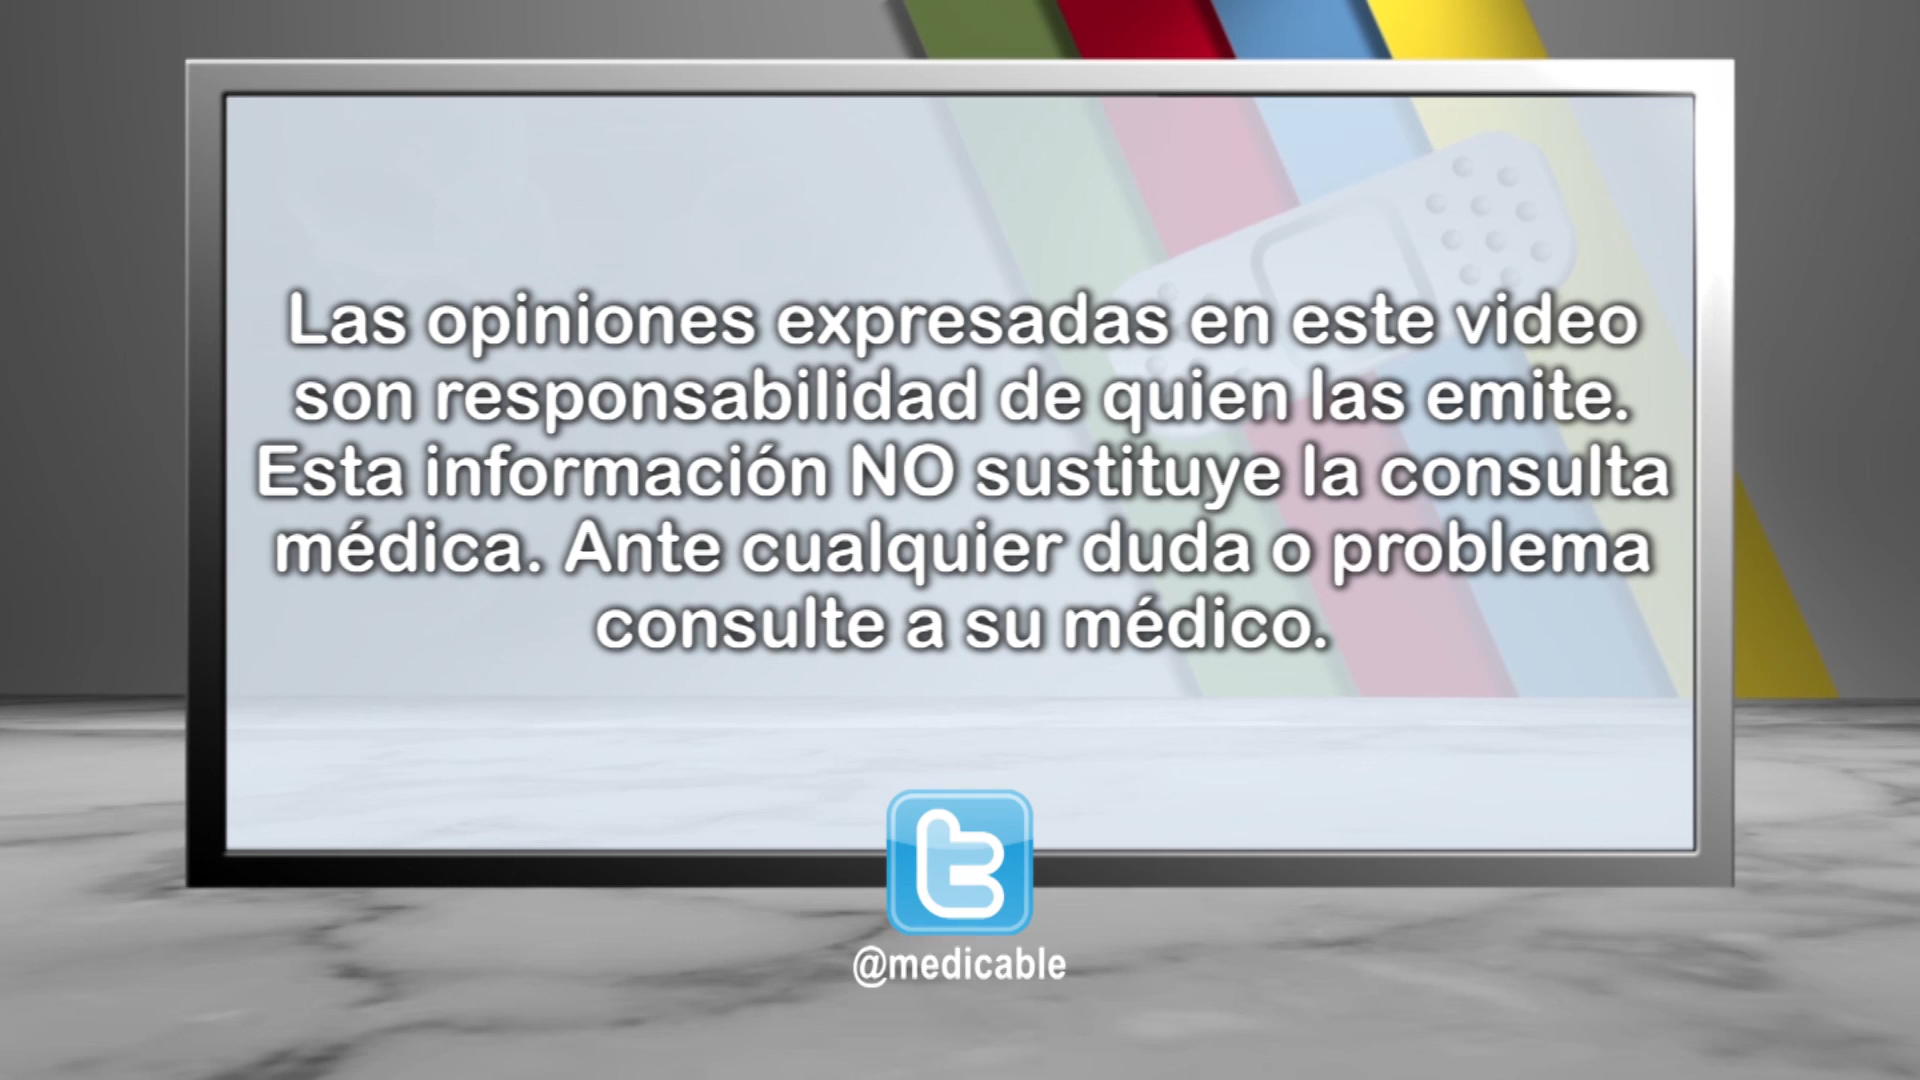 Las opiniones expresadas en este video
son responsabilidad de quien las emite.
Esta información NO sustituye la consulta
médica. Ante cualquier duda o problema
consulte a su médico.
@medicable